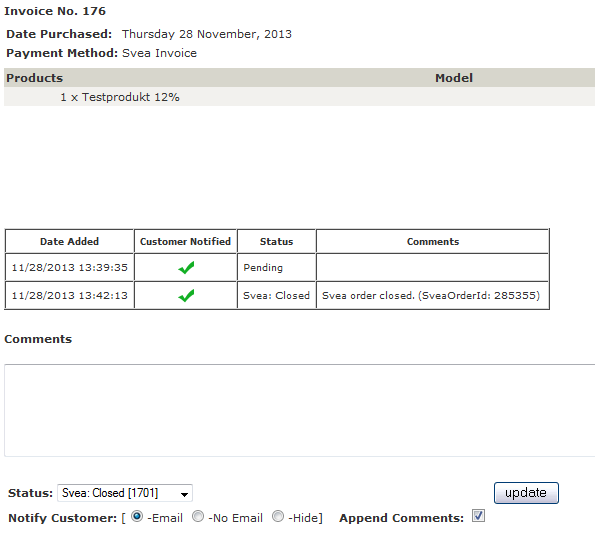 Invoice No. 176
Date Purchased: Thursday 28 November, 2013
Payment Method: Svea Invoice
Products Model
1 x Testprodukt 12%
Date Added Customer Notified Status Comments
11/28/2013 13:39:35 Pending
11/28/2013 13:42:13 Svea: Closed Svea order closed. (SveaOrderId: 285355)
Comments
Status: Svea: Closed [1701] update
Notify Customer: [ -Email -No Email -Hide] Append Comments: